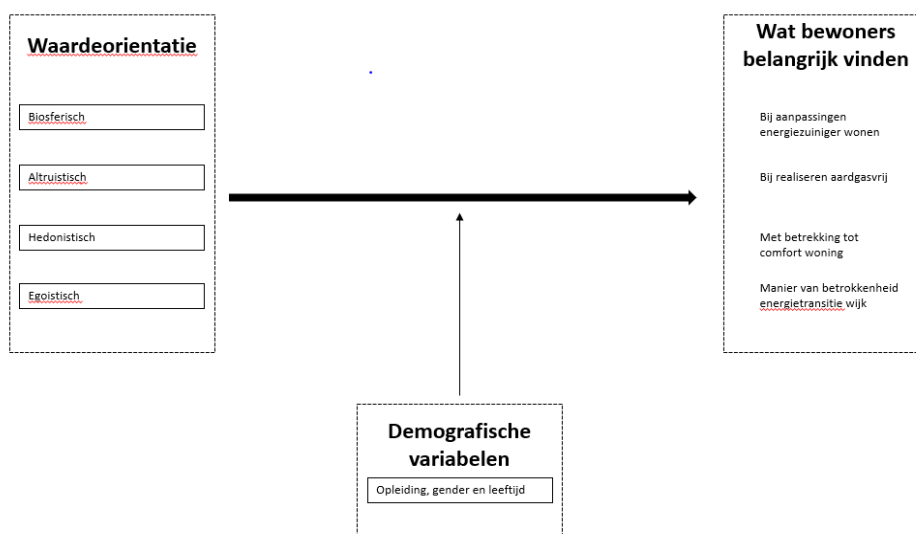 Waardeorientatie
Biosferisch
Altruistisch
Hedonistisch
Egoistisch
Wat bewoners
belangrijk vinden
Bij aanpassingen
energiezuiniger wonen
Bij realiseren aardgasvrij
Met betrekking tot
comfort woning
Manier van betrokkenheid
energietransitie wijk
Demografische
variabelen
Opleiding, gender en leeftijd